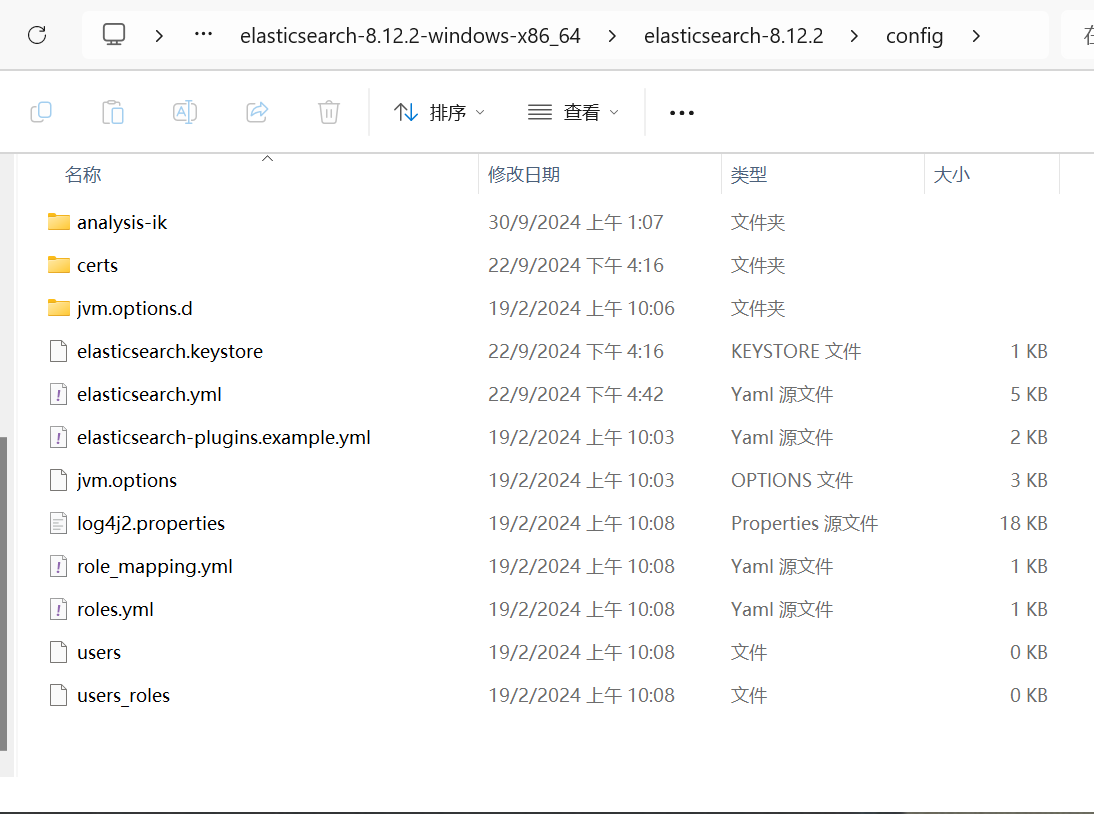 elasticsearch-8.12.2-windows-x86_64 > elasticsearch-8.12.2 > config >
排序 查看
名称 修改日期 类型 大小
analysis-ik 30/9/2024 上午 1:07 文件夹
certs 22/9/2024 下午 4:16 文件夹
jvm.options.d 19/2/2024 上午 10:06 文件夹
elasticsearch.keystore 22/9/2024 下午 4:16 KEYSTORE 文件 1 KB
elasticsearch.yml 22/9/2024 下午 4:42 Yaml 源文件 5 KB
elasticsearch-plugins.example.yml 19/2/2024 上午 10:03 Yaml 源文件 2 KB
jvm.options 19/2/2024 上午 10:03 OPTIONS 文件 3 KB
log4j2.properties 19/2/2024 上午 10:08 Properties 源文件 18 KB
role_mapping.yml 19/2/2024 上午 10:08 Yaml 源文件 1 KB
roles.yml 19/2/2024 上午 10:08 Yaml 源文件 1 KB
users 19/2/2024 上午 10:08 文件 0 KB
users_roles 19/2/2024 上午 10:08 文件 0 KB